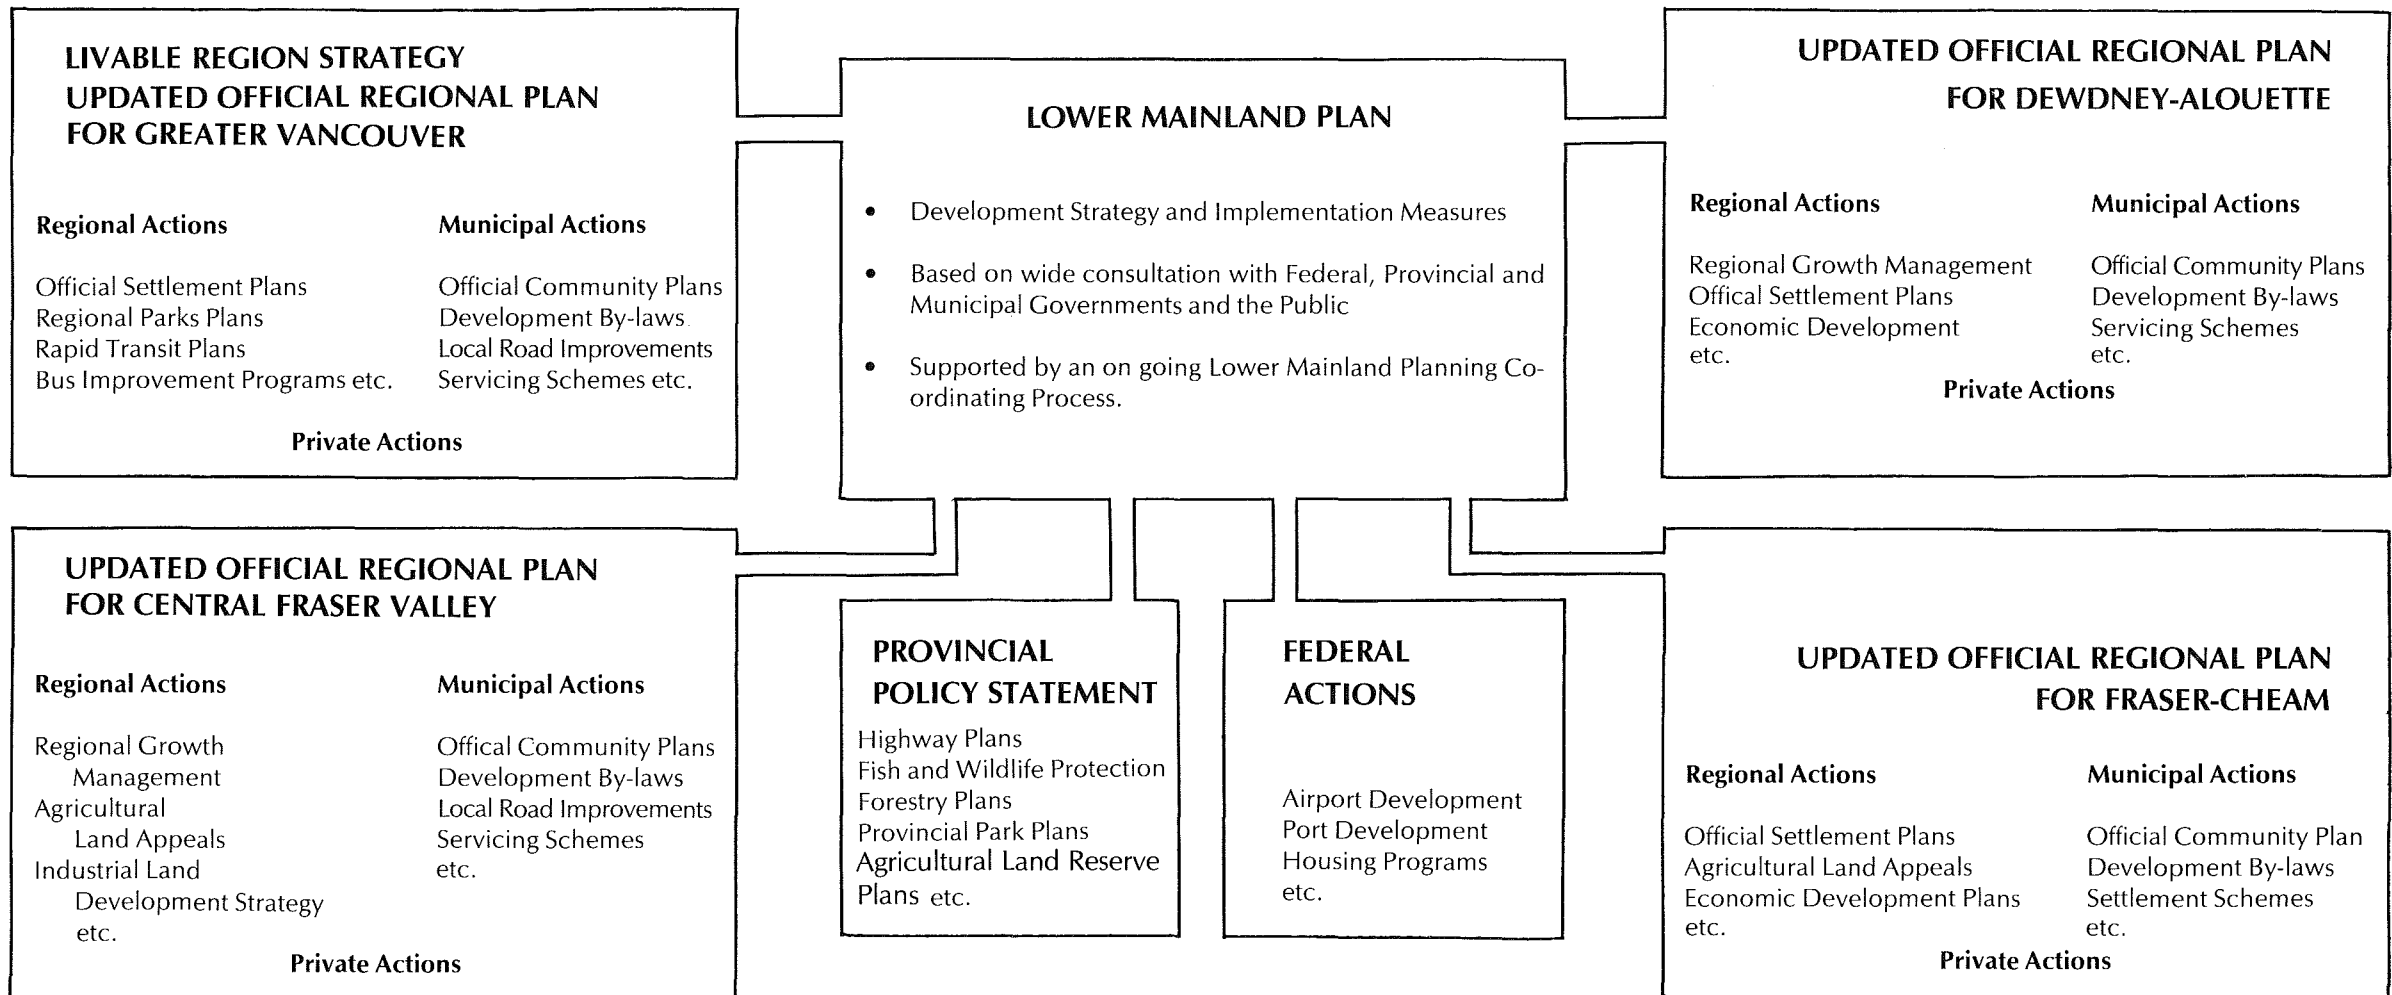 LIVABLE REGION STRATEGY
UPDATED OFFICIAL REGIONAL PLAN
FOR GREATER VANCOUVER
Regional Actions
Official Settlement Plans
Regional Parks Plans
Rapid Transit Plans
Bus Improvement Programs etc.
Municipal Actions
Official Community Plans
Development By-laws
Local Road Improvements
Servicing Schemes etc.
Private Actions
LOWER MAINLAND PLAN
• Development Strategy and Implementation Measures
• Based on wide consultation with Federal, Provincial and
Municipal Governments and the Public
• Supported by an on going Lower Mainland Planning Co-
ordinating Process.
UPDATED OFFICIAL REGIONAL PLAN
FOR DEWDNEY-ALOUETTE
Regional Actions
Regional Growth Management
Offical Settlement Plans
Economic Development
etc.
Municipal Actions
Official Community Plans
Development By-laws
Servicing Schemes
etc.
Private Actions
UPDATED OFFICIAL REGIONAL PLAN
FOR CENTRAL FRASER VALLEY
Regional Actions
Regional Growth
Management
Agricultural
Land Appeals
Industrial Land
Development Strategy
etc.
Municipal Actions
Offical Community Plans
Development By-laws
Local Road Improvements
Servicing Schemes
etc.
Private Actions
PROVINCIAL
POLICY STATEMENT
Highway Plans
Fish and Wildlife Protection
Forestry Plans
Provincial Park Plans
Agricultural Land Reserve
Plans etc.
FEDERAL
ACTIONS
Airport Development
Port Development
Housing Programs
etc.
UPDATED OFFICIAL REGIONAL PLAN
FOR FRASER-CHEAM
Regional Actions
Official Settlement Plans
Agricultural Land Appeals
Economic Development Plans
etc.
Municipal Actions
Official Community Plan
Development By-laws
Settlement Schemes
etc.
Private Actions